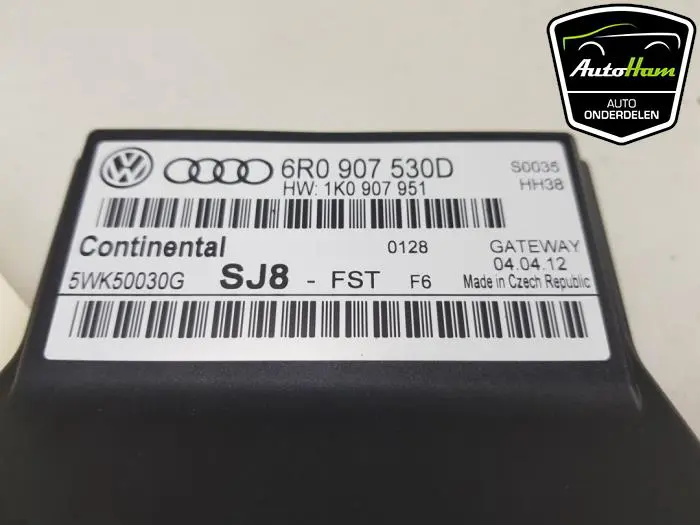 AutoHam
AUTO
ONDERDELEN
6R0 907 530D
HW: 1K0 907 951
S0035
HH38
Continental
0128
GATEWAY
5WK50030G
SJ8 - FST F6
04.04.12
Made in Czech Republic